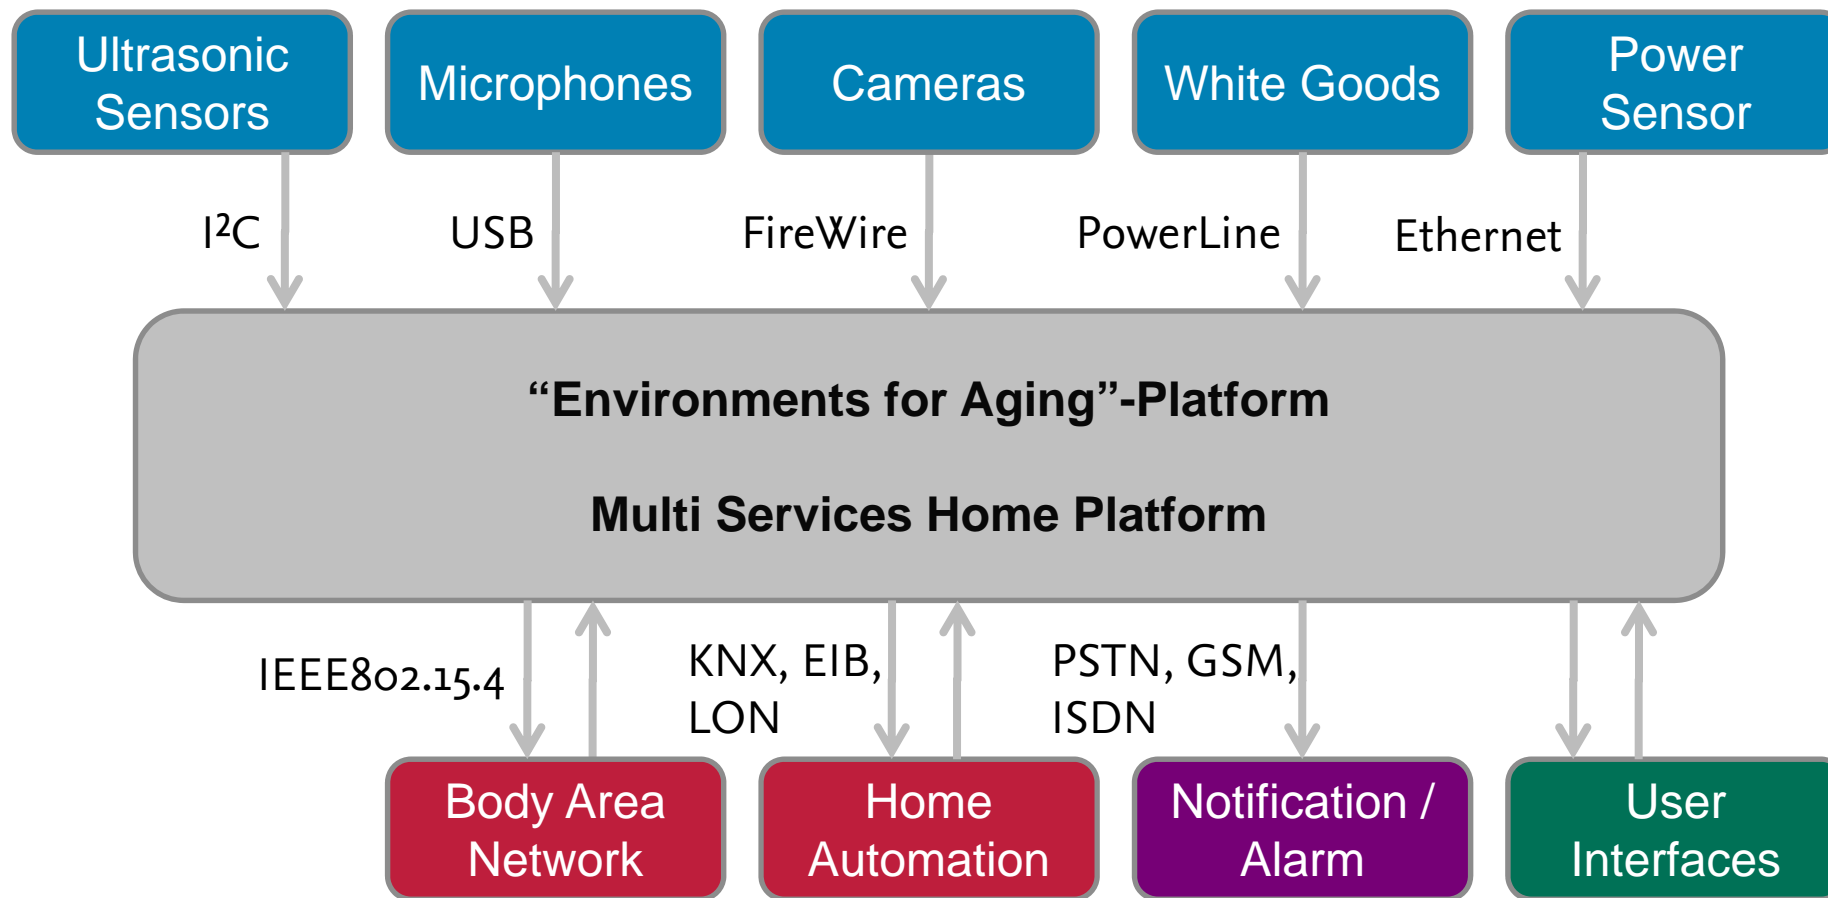 Ultrasonic
Sensors
Microphones
Cameras
White Goods
Power
Sensor
I²C
USB
FireWire
PowerLine
Ethernet
“Environments for Aging”-Platform
Multi Services Home Platform
IEEE802.15.4
KNX, EIB,
LON
PSTN, GSM,
ISDN
Body Area
Network
Home
Automation
Notification /
Alarm
User
Interfaces